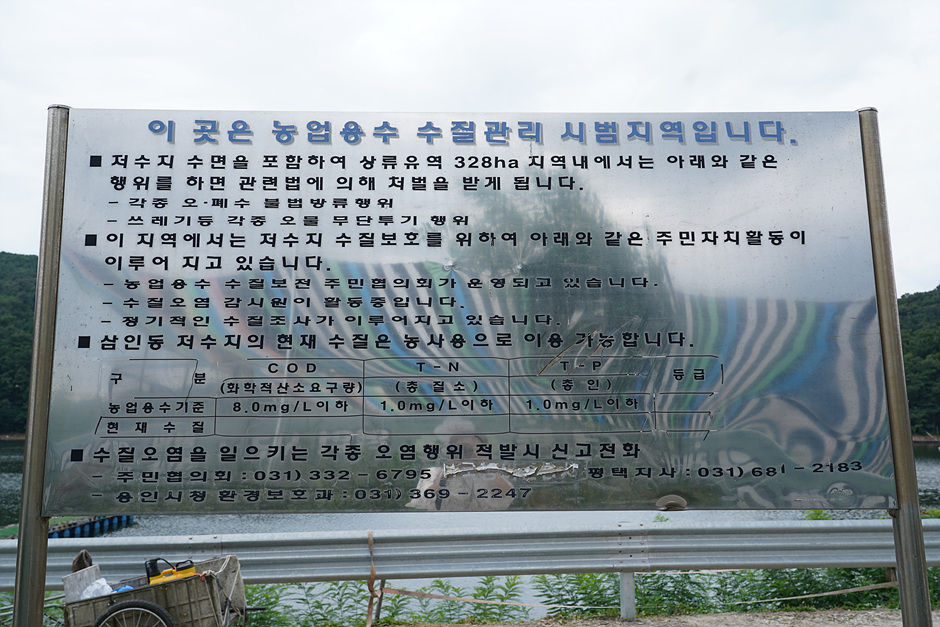 이 곳은 농업용수 수질관리 시범지역입니다.
■ 저수지 수면을 포함하여 상류유역 328ha 지역내에서는 아래와 같은
행위를 하면 관련법에 의해 처벌을 받게 됩니다.
- 각종 오·폐수 불법방류행위
- 쓰레기등 각종 오물 무단투기 행위
■ 이 지역에서는 저수지 수질보호를 위하여 아래와 같은 주민자치활동이
이루어 지고 있습니다.
- 농업용수 수질보전 주민협의회가 운영되고 있습니다.
- 수질오염 감시원이 활동중입니다.
- 정기적인 수질조사가 이루어지고 있습니다.
■ 삼인동 저수지의 현재 수질은 농사용으로 이용 가능합니다.
구 분 COD (화학적산소요구량) T-N (총질소) T-P (총인) 등급
농업용수기준 8.0mg/L이하 1.0mg/L이하 1.0mg/L이하
현재수질
■ 수질오염을 일으키는 각종 오염행위 적발시 신고전화
- 주민협의회 : 031) 332 - 6795 평택지사 : 031) 681 - 2183
- 용인시청 환경보호과 : 031) 369 - 2247